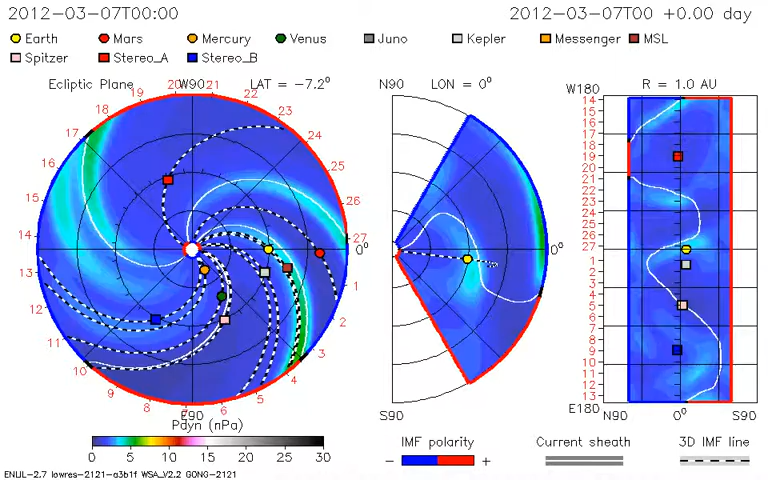 2012-03-07T00:00
2012-03-07T00 +0.00 day
Earth Mars Mercury Venus Juno Kepler Messenger MSL
Spitzer Stereo_A Stereo_B
Ecliptic Plane W90 LAT = −7.2°
N90 LON = 0°
W180 R = 1.0 AU
20 21 22 23 24 25 26 27 0°
19 18 17 16 15 14 13 12 11 10 9 8 7 6 5 4 3 2 1
E90
0°
S90
14 15 16 17 18 19 20 21 22 23 24 25 26 27 1 2 3 4 5 6 7 8 9 10 11 12 13
E180 N90 0° S90
Pdyn (nPa)
0 5 10 15 20 25 30
IMF polarity
− +
Current sheath
3D IMF line
ENLIL-2.7 lowres-2121-a3b1f WSA_V2.2 GONG-2121